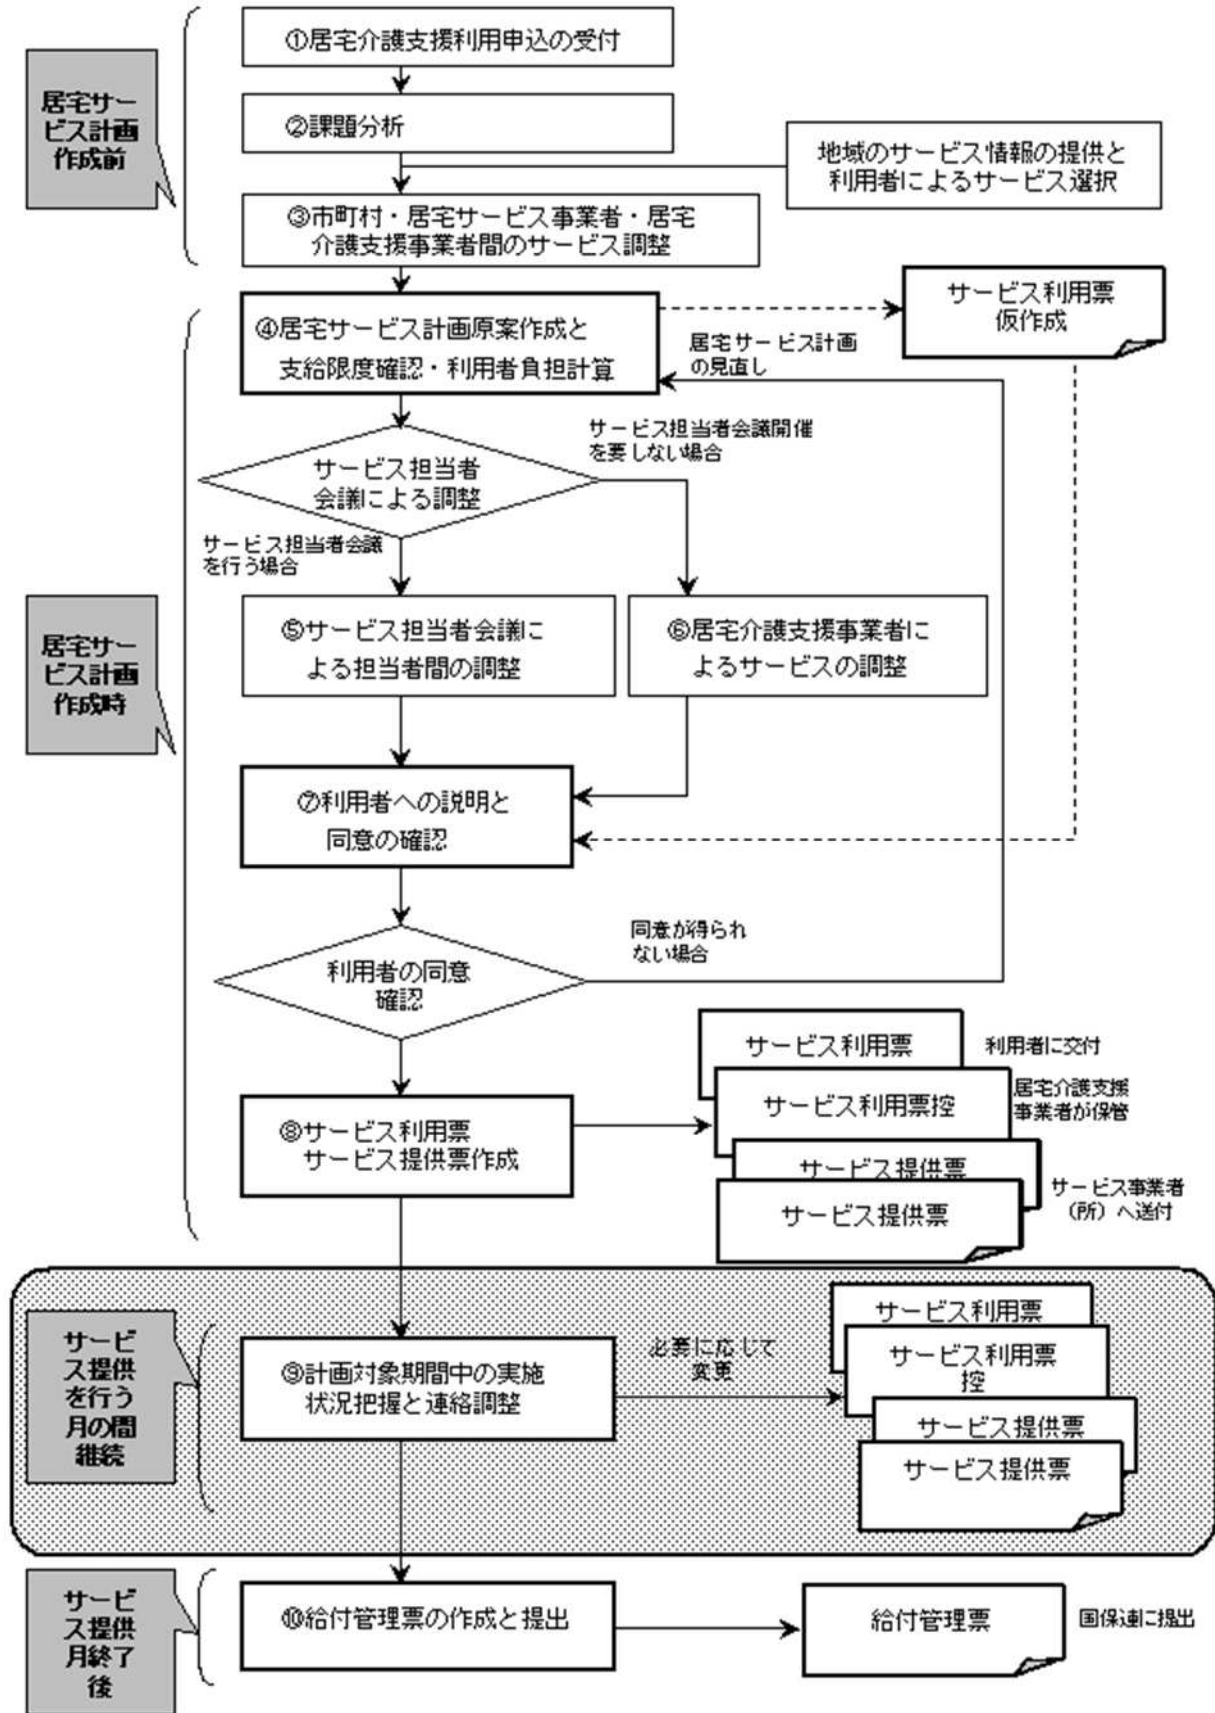 ①居宅介護支援利用申込の受付
居宅サー
ビス計画
作成前
②課題分析
地域のサービス情報の提供と
利用者によるサービス選択
③市町村・居宅サービス事業者・居宅
介護支援事業者間のサービス調整
サービス利用票
仮作成
④居宅サービス計画原案作成と
支給限度確認・利用者負担計算
居宅サービス計画
の見直し
サービス担当者会議開催
を要しない場合
サービス担当者
会議による調整
サービス担当者会議
を行う場合
居宅サー
ビス計画
作成時
⑤サービス担当者会議に
よる担当者間の調整
⑥居宅介護支援事業者に
よるサービスの調整
⑦利用者への説明と
同意の確認
同意が得られ
ない場合
利用者の同意
確認
サービス利用票
利用者に交付
サービス利用票控
居宅介護支援
事業者が保管
⑧サービス利用票
サービス提供票作成
サービス提供票
サービス提供票
サービス事業者
（所）へ送付
サービ
ス提供
を行う
月の間
継続
⑨計画対象期間中の実施
状況把握と連絡調整
必要に応じて
変更
サービス利用票
サービス利用票
控
サービス提供票
サービス提供票
サービ
ス提供
月終了
後
⑩給付管理票の作成と提出
給付管理票
国保連に提出